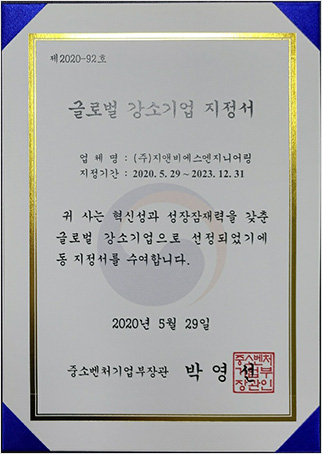 제2020-92호
글로벌 강소기업 지정서
업 체 명 : (주)지앤비에스엔지니어링
지정기간 : 2020. 5. 29 ~ 2023. 12. 31
귀 사는 혁신성과 성장잠재력을 갖춘
글로벌 강소기업으로 선정되었기에
동 지정서를 수여합니다.
2020년 5월 29일
중소벤처기업부장관 박 영 선
중소벤처
기업부
장관인